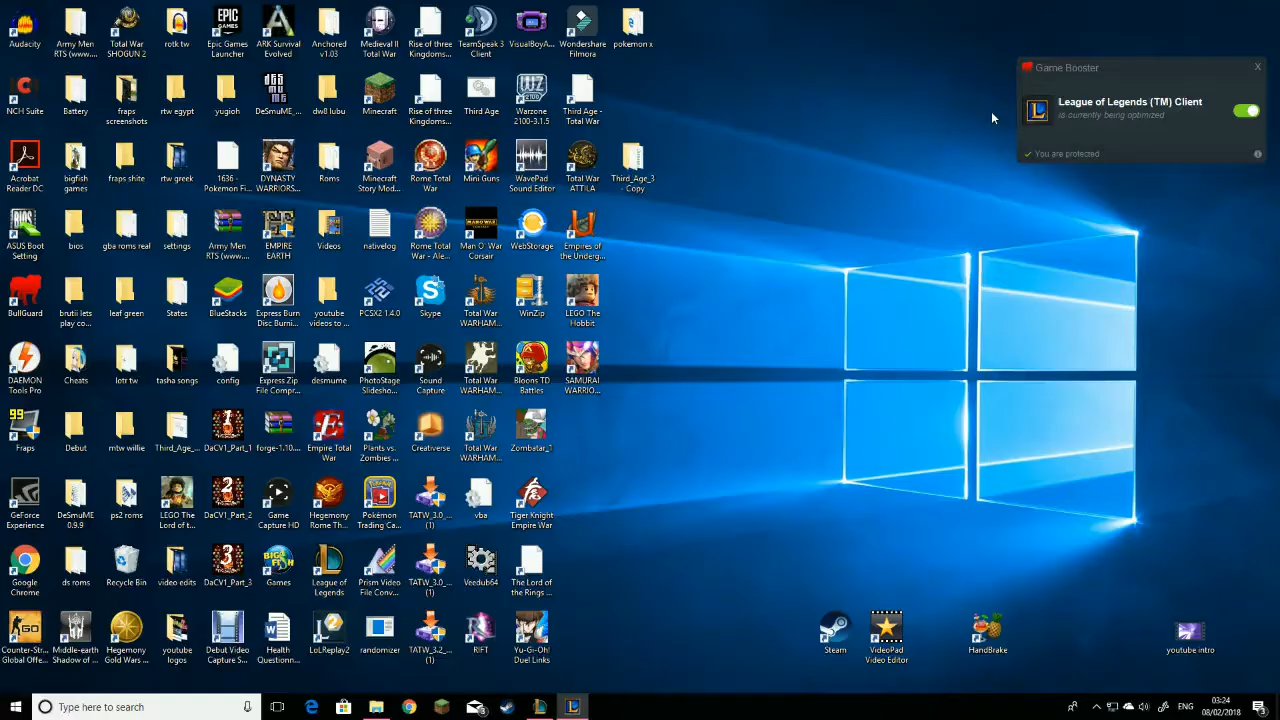 Audacity
Army Men
RTS (www....
Total War
SHOGUN 2
rotk tw
Epic Games
Launcher
ARK Survival
Evolved
Anchored
v1.03
Medieval II
Total War
Rise of three
Kingdoms...
TeamSpeak 3
Client
VisualBoyA...
Wondershare
Filmora
pokemon x
NCH Suite
Battery
fraps
screenshots
rtw egypt
yugioh
DeSmuME_...
dw8 lubu
Minecraft
Rise of three
Kingdoms...
Third Age
Warzone
2100-3.1.5
Third Age -
Total War
Acrobat
Reader DC
bigfish
games
fraps shite
rtw greek
1636 -
Pokemon Fi...
DYNASTY
WARRIORS...
Roms
Minecraft
Story Mod...
Rome Total
War
Mini Guns
WavePad
Sound Editor
Total War
ATTILA
Third_Age_3
- Copy
ASUS Boot
Setting
bios
gba roms real
settings
Army Men
RTS (www....
EMPIRE
EARTH
Videos
nativelog
Rome Total
War - Ale...
Man O' War
Corsair
WebStorage
Empires of
the Underg...
BullGuard
brutii lets
play co...
leaf green
States
BlueStacks
Express Burn
Disc Burni...
youtube
videos to ...
PCSX2 1.4.0
Skype
Total War
WARHAM...
WinZip
LEGO The
Hobbit
DAEMON
Tools Pro
Cheats
lotr tw
tasha songs
config
Express Zip
File Compr...
desmume
PhotoStage
Slidesho...
Sound
Capture
Total War
WARHAM...
Bloons TD
Battles
SAMURAI
WARRIO...
Fraps
Debut
mtw willie
Third_Age_...
DaCV1_Part_1
forge-1.10....
Empire Total
War
Plants vs.
Zombies ...
Creativerse
Total War
WARHAM...
Zombatar_1
GeForce
Experience
DeSmuME
0.9.9
ps2 roms
LEGO The
Lord of t...
DaCV1_Part_2
Game
Capture HD
Hegemony
Rome Th...
Pokémon
Trading Ca...
TATW_3.0_...
(1)
vba
Tiger Knight
Empire War
Google
Chrome
ds roms
Recycle Bin
video edits
DaCV1_Part_3
Games
League of
Legends
Prism Video
File Conv...
TATW_3.0_...
(1)
Veedub64
The Lord of
the Rings ...
Counter-Str...
Global Offe...
Middle-earth
Shadow of ...
Hegemony
Gold Wars ...
youtube
logos
Debut Video
Capture S...
Health
Questionn...
LoLReplay2
randomizer
TATW_3.2_...
(1)
RIFT
Yu-Gi-Oh!
Duel Links
Steam
VideoPad
Video Editor
HandBrake
youtube intro
Game Booster
X
League of Legends (TM) Client
is currently being optimized
You are protected
Type here to search
ENG
03:24
08/02/2018